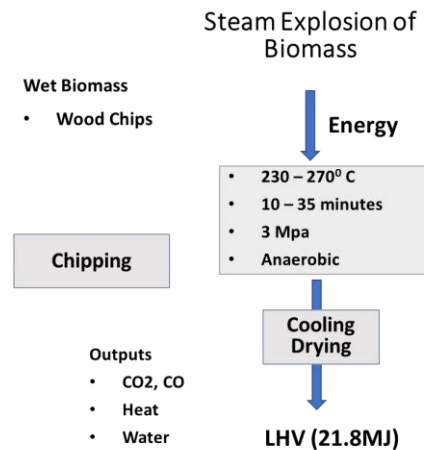 Steam Explosion of
Biomass
Wet Biomass
• Wood Chips
Energy
• 230 – 270⁰ C
• 10 – 35 minutes
• 3 Mpa
• Anaerobic
Chipping
Cooling
Drying
Outputs
• CO2, CO
• Heat
• Water
LHV (21.8MJ)